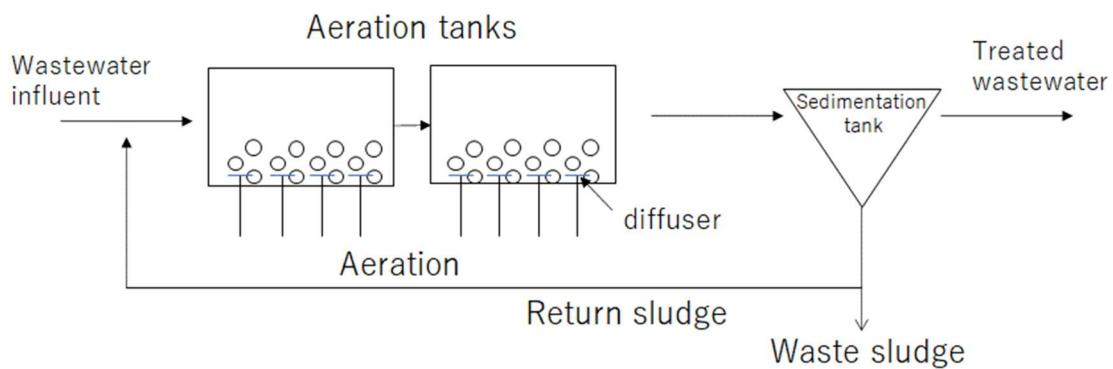 Aeration tanks
Wastewater
influent
Treated
wastewater
Sedimentation
tank
diffuser
Aeration
Return sludge
Waste sludge